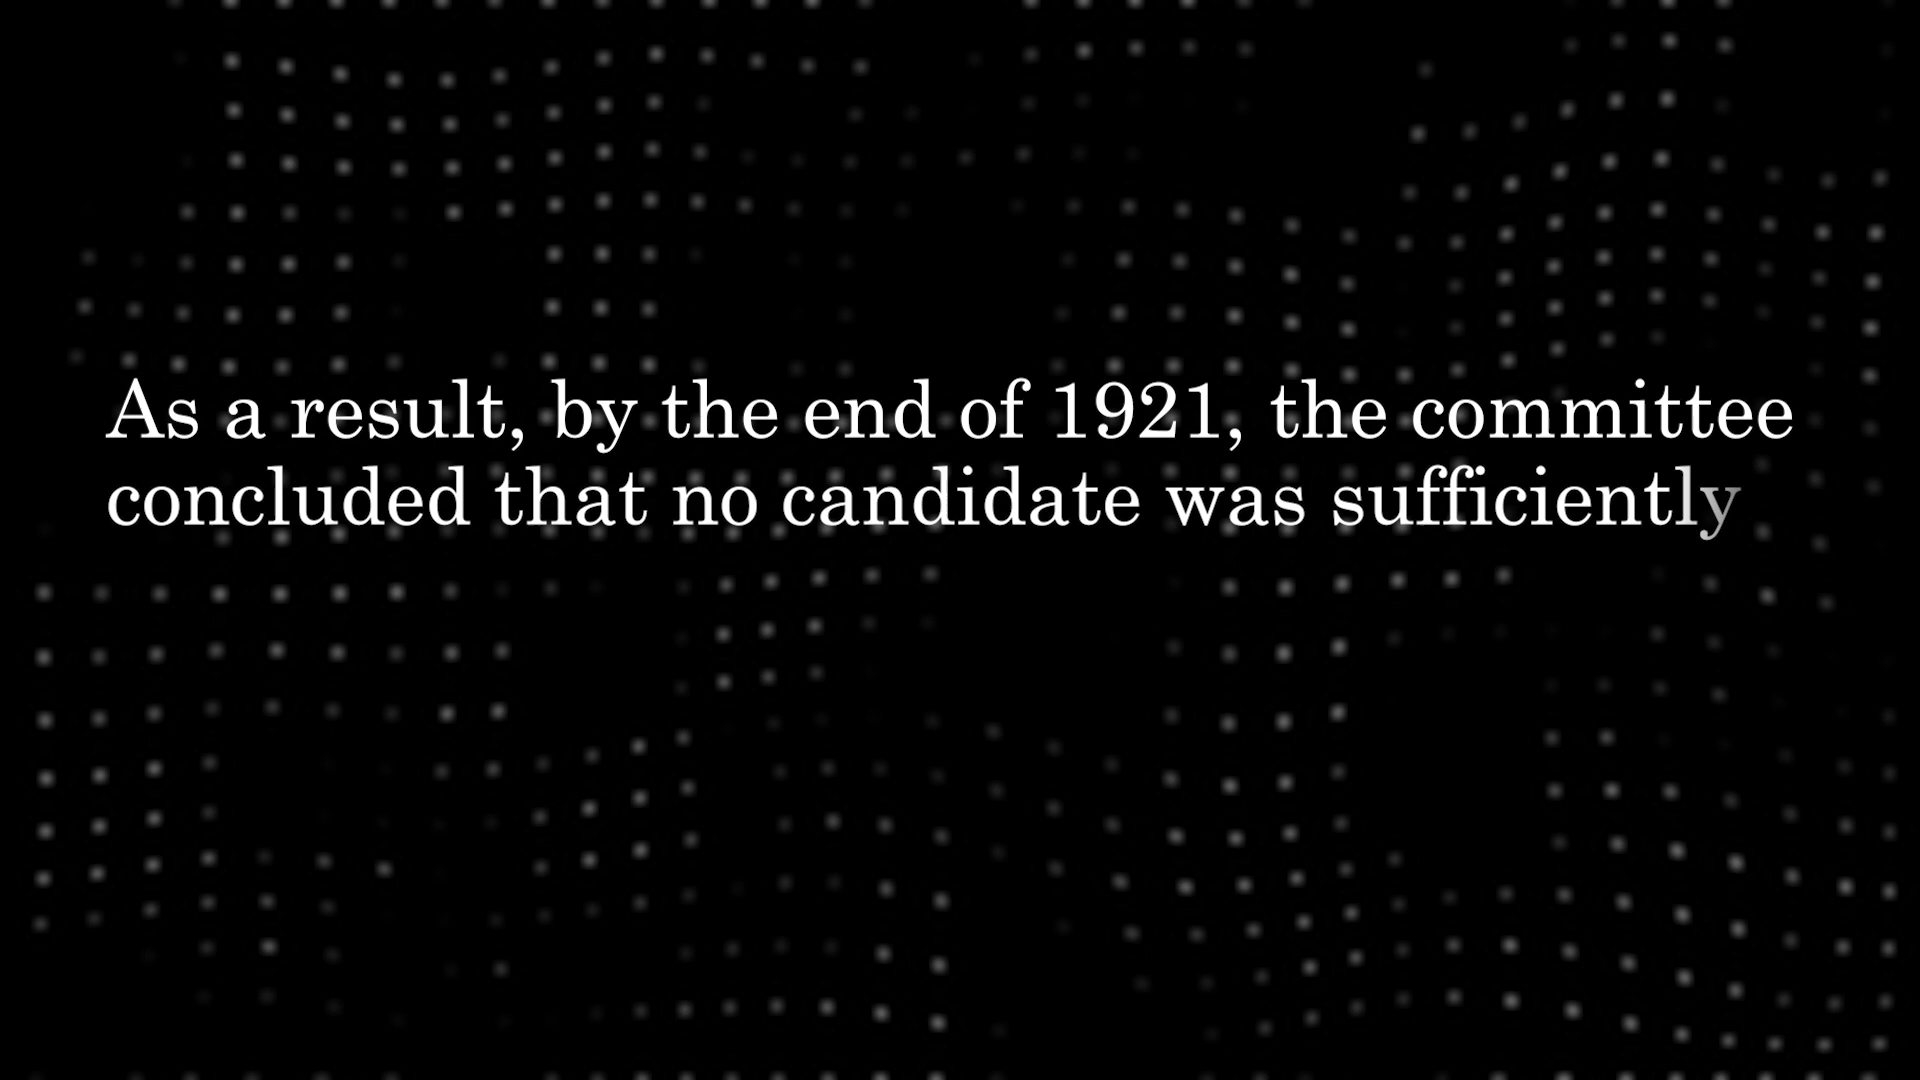 As a result, by the end of 1921, the committee
concluded that no candidate was sufficiently